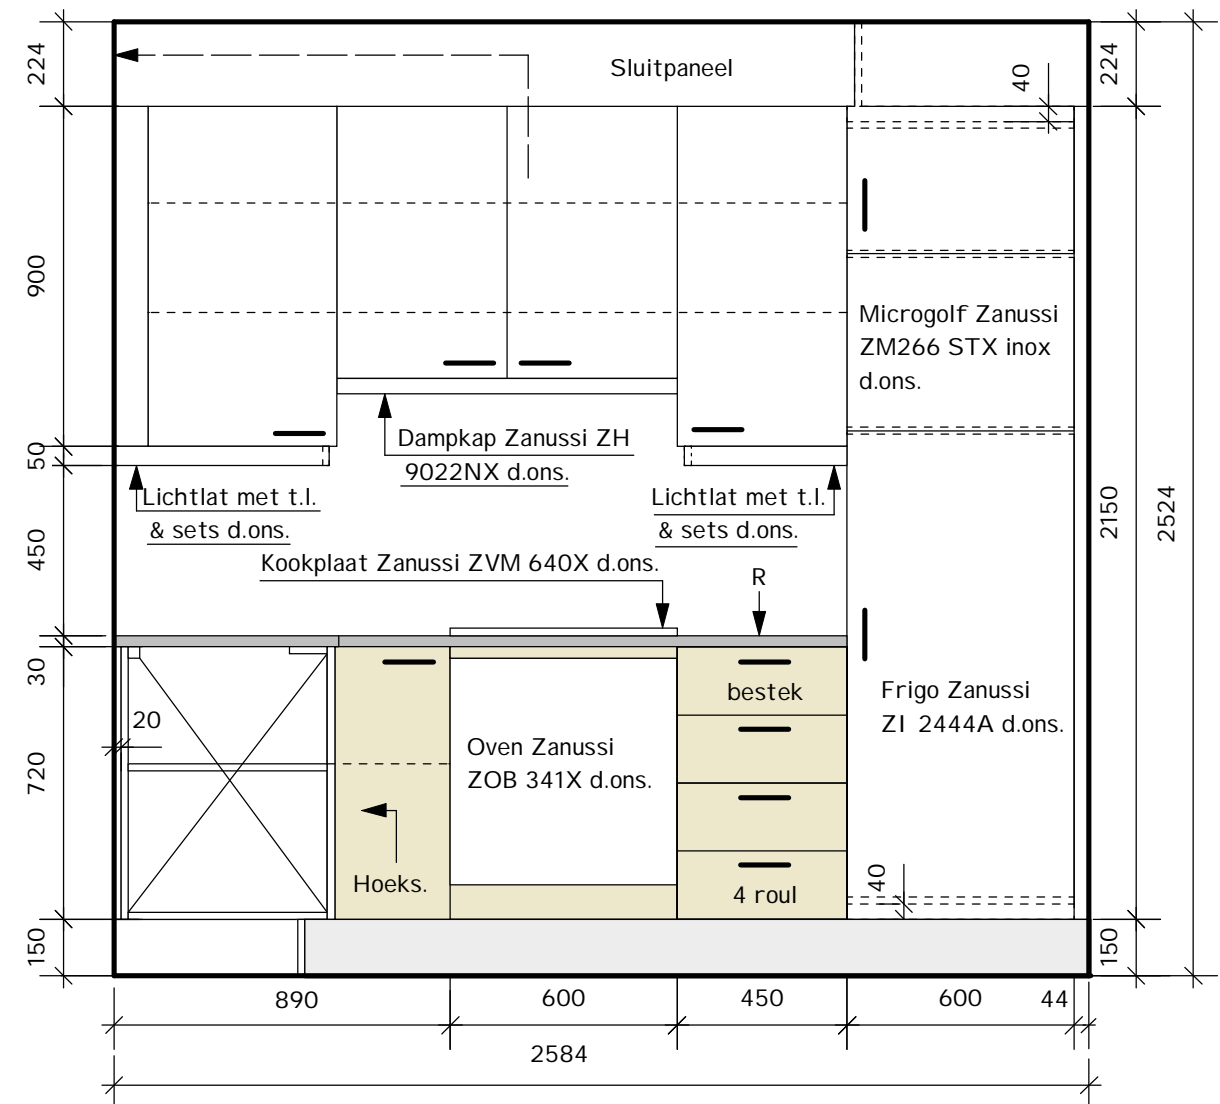 224
Sluitpaneel
40
224
900
Microgolf Zanussi
ZM266 STX inox
d.ons.
50
Dampkap Zanussi ZH
9022NX d.ons.
Lichtlat met t.l.
& sets d.ons.
Lichtlat met t.l.
& sets d.ons.
2150
2524
450
Kookplaat Zanussi ZVM 640X d.ons.
R
30
bestek
Frigo Zanussi
ZI 2444A d.ons.
20
720
Oven Zanussi
ZOB 341X d.ons.
Hoeks.
4 roul
40
150
150
890
600
450
600
44
2584